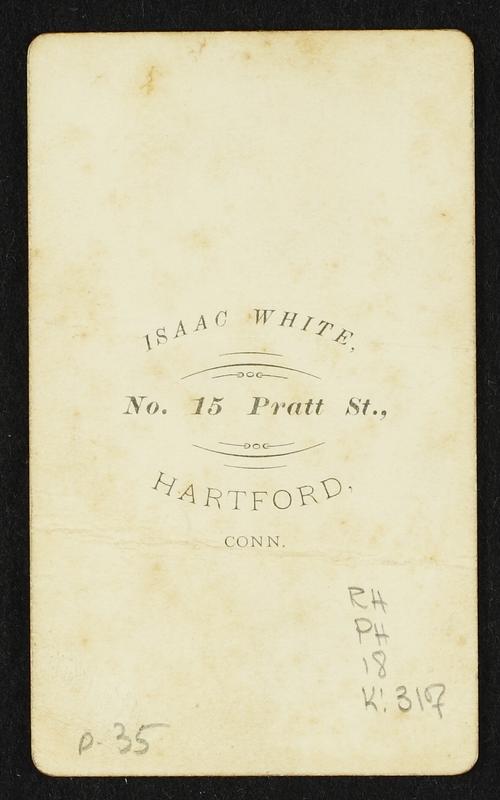 ISAAC WHITE,
No. 15 Pratt St.,
HARTFORD,
CONN.
RH
PH
18
K: 317
p. 35